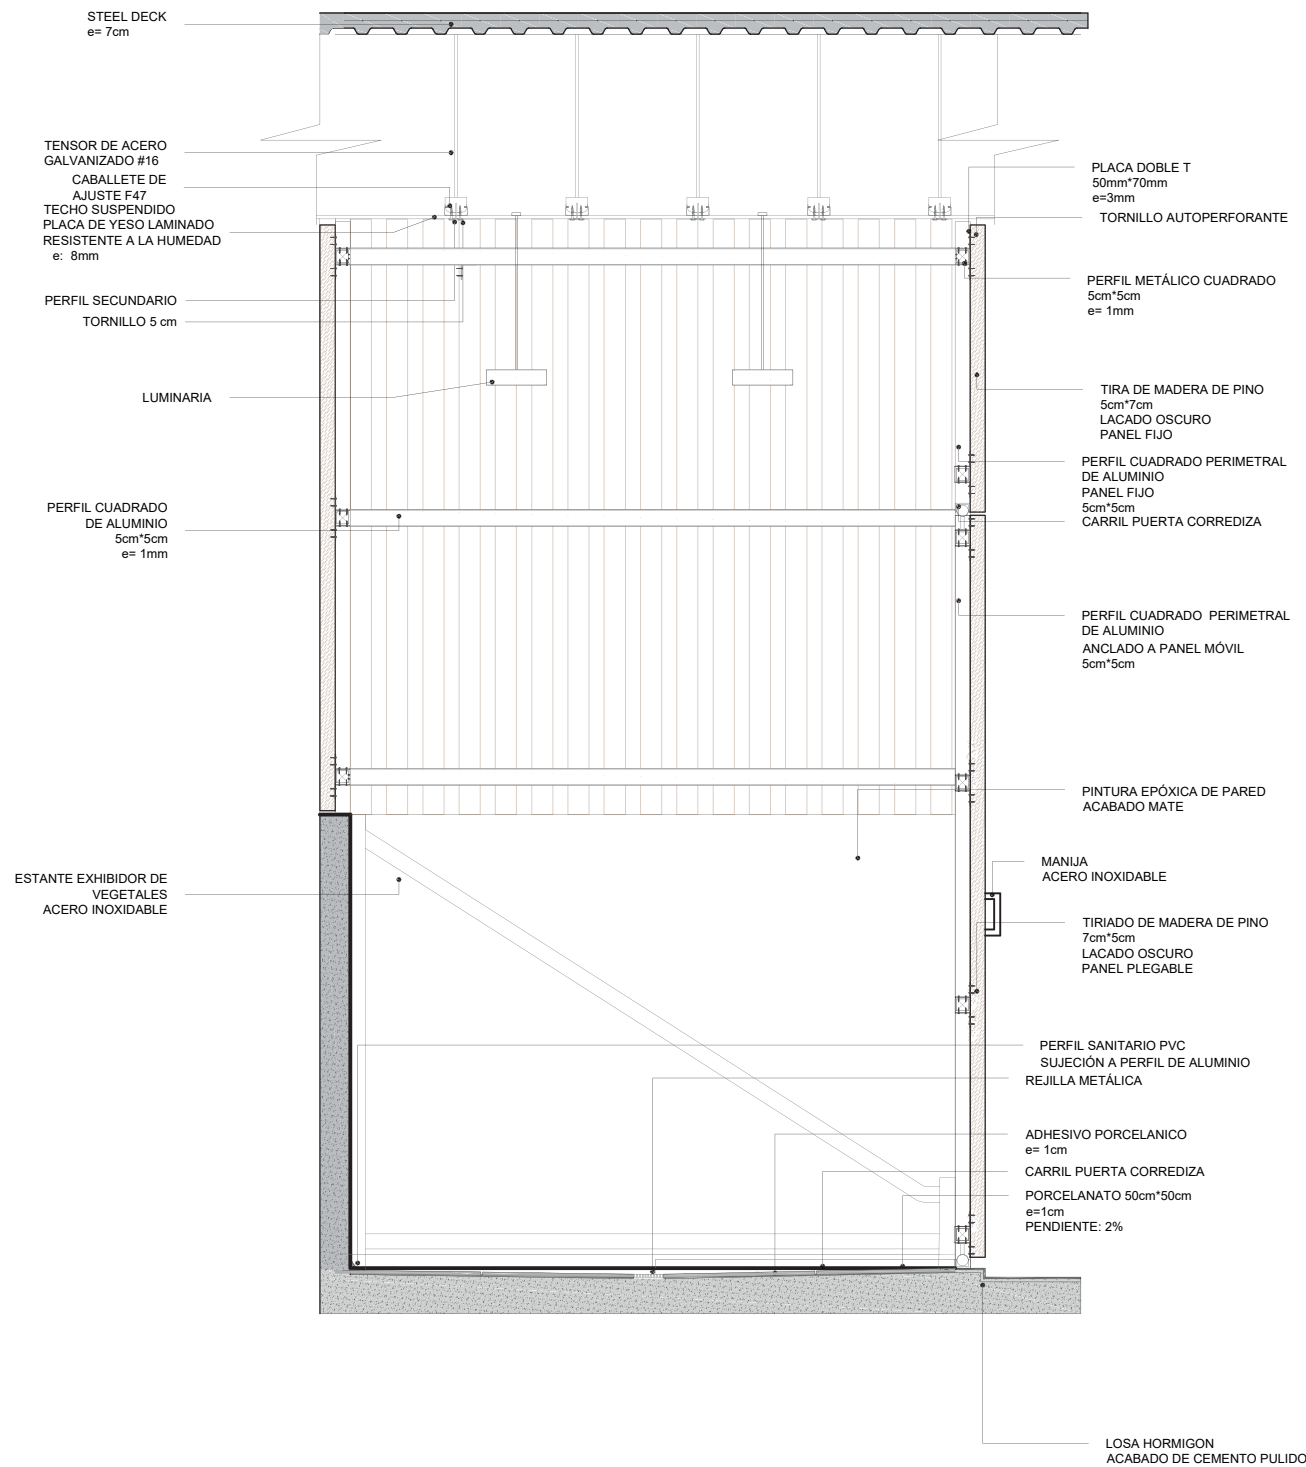 STEEL DECK
e= 7cm
TENSOR DE ACERO
GALVANIZADO #16
CABALLETE DE
AJUSTE F47
TECHO SUSPENDIDO
PLACA DE YESO LAMINADO
RESISTENTE A LA HUMEDAD
e: 8mm
PERFIL SECUNDARIO
TORNILLO 5 cm
LUMINARIA
PERFIL CUADRADO
DE ALUMINIO
5cm*5cm
e= 1mm
ESTANTE EXHIBIDOR DE
VEGETALES
ACERO INOXIDABLE
PLACA DOBLE T
50mm*70mm
e=3mm
TORNILLO AUTOPERFORANTE
PERFIL METÁLICO CUADRADO
5cm*5cm
e= 1mm
TIRA DE MADERA DE PINO
5cm*7cm
LACADO OSCURO
PANEL FIJO
PERFIL CUADRADO PERIMETRAL
DE ALUMINIO
PANEL FIJO
5cm*5cm
CARRIL PUERTA CORREDIZA
PERFIL CUADRADO PERIMETRAL
DE ALUMINIO
ANCLADO A PANEL MÓVIL
5cm*5cm
PINTURA EPÓXICA DE PARED
ACABADO MATE
MANIJA
ACERO INOXIDABLE
TIRIADO DE MADERA DE PINO
7cm*5cm
LACADO OSCURO
PANEL PLEGABLE
PERFIL SANITARIO PVC
SUJECIÓN A PERFIL DE ALUMINIO
REJILLA METÁLICA
ADHESIVO PORCELANICO
e= 1cm
CARRIL PUERTA CORREDIZA
PORCELANATO 50cm*50cm
e=1cm
PENDIENTE: 2%
LOSA HORMIGON
ACABADO DE CEMENTO PULIDO